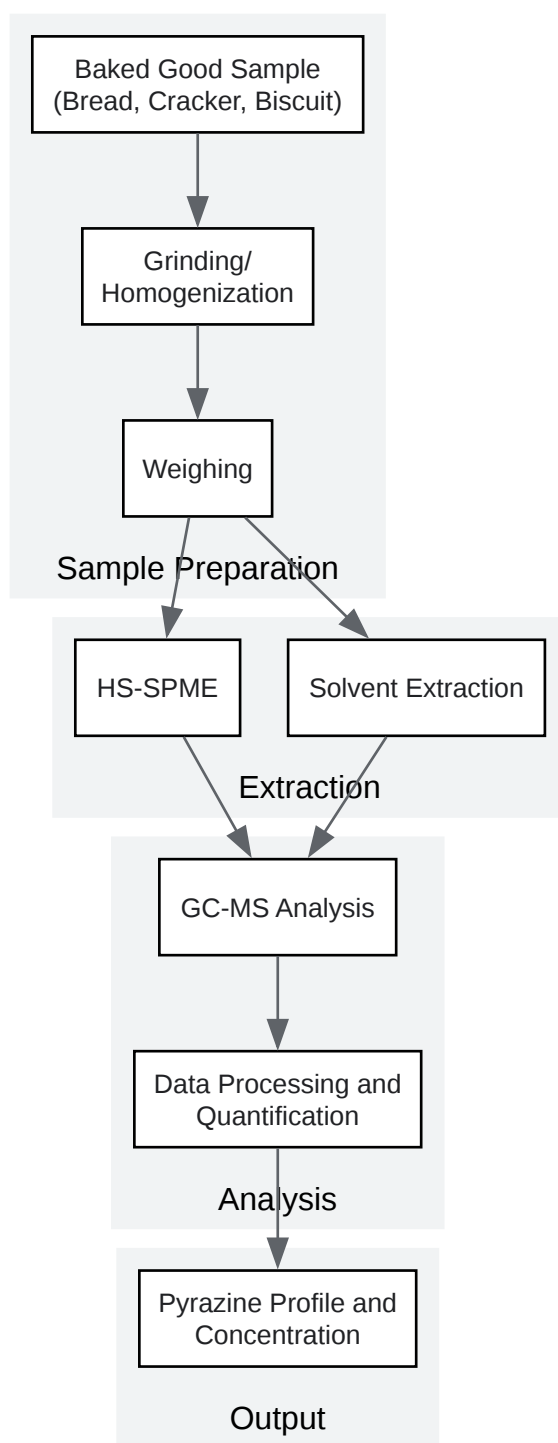 Baked Good Sample
(Bread, Cracker, Biscuit)
Grinding/
Homogenization
Weighing
Sample Preparation
HS-SPME
Solvent Extraction
Extraction
GC-MS Analysis
Data Processing and
Quantification
Analysis
Pyrazine Profile and
Concentration
Output